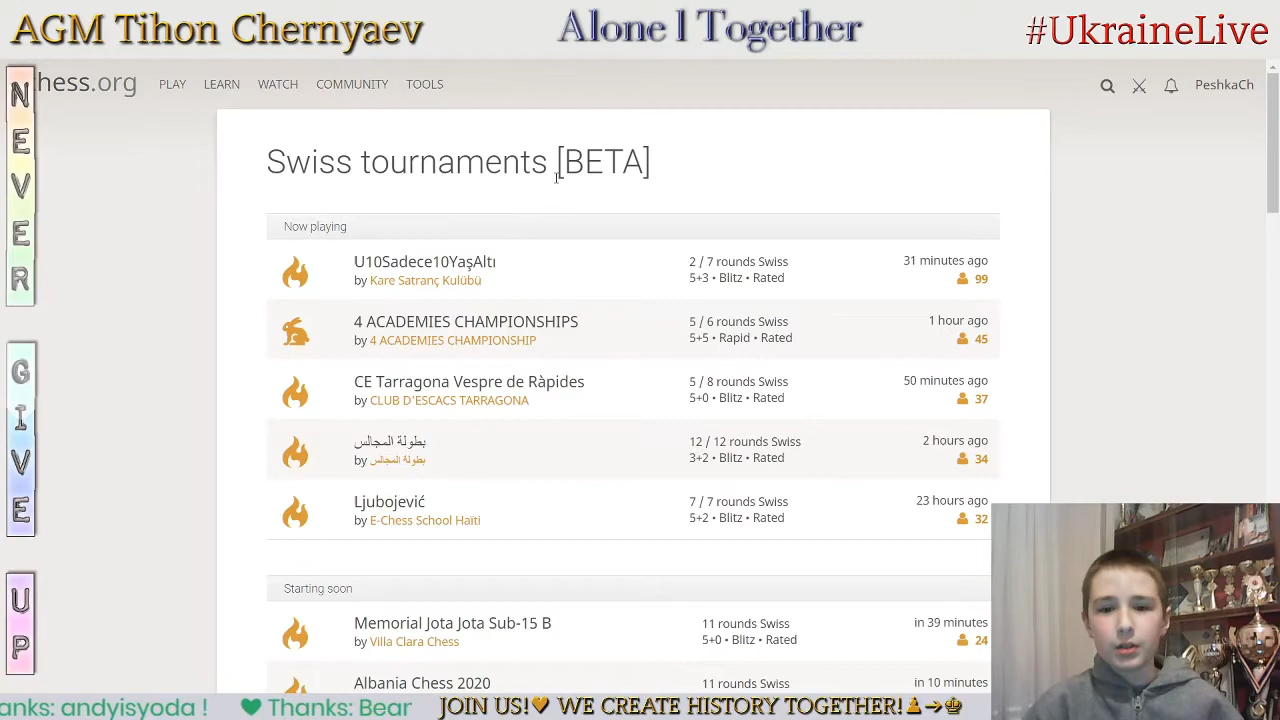 AGM Tihon Chernyaev
Alone l Together
#UkraineLive
NEVER
GIVE
UP
hess.org
PLAY LEARN WATCH COMMUNITY TOOLS
PeshkaCh
Swiss tournaments [BETA]
Now playing
U10Sadece10YaşAltı
by Kare Satranç Kulübü
2 / 7 rounds Swiss
5+3 • Blitz • Rated
31 minutes ago
99
4 ACADEMIES CHAMPIONSHIPS
by 4 ACADEMIES CHAMPIONSHIP
5 / 6 rounds Swiss
5+5 • Rapid • Rated
1 hour ago
45
CE Tarragona Vespre de Ràpides
by CLUB D'ESCACS TARRAGONA
5 / 8 rounds Swiss
5+0 • Blitz • Rated
50 minutes ago
37
بطولة المجالس
by بطولة المجالس
12 / 12 rounds Swiss
3+2 • Blitz • Rated
2 hours ago
34
Ljubojević
by E-Chess School Haïti
7 / 7 rounds Swiss
5+2 • Blitz • Rated
23 hours ago
32
Starting soon
Memorial Jota Jota Sub-15 B
by Villa Clara Chess
11 rounds Swiss
5+0 • Blitz • Rated
in 39 minutes
24
Albania Chess 2020
11 rounds Swiss
in 10 minutes
anks: andyisyoda ! Thanks: Bear
JOIN US! WE CREATE HISTORY TOGETHER!